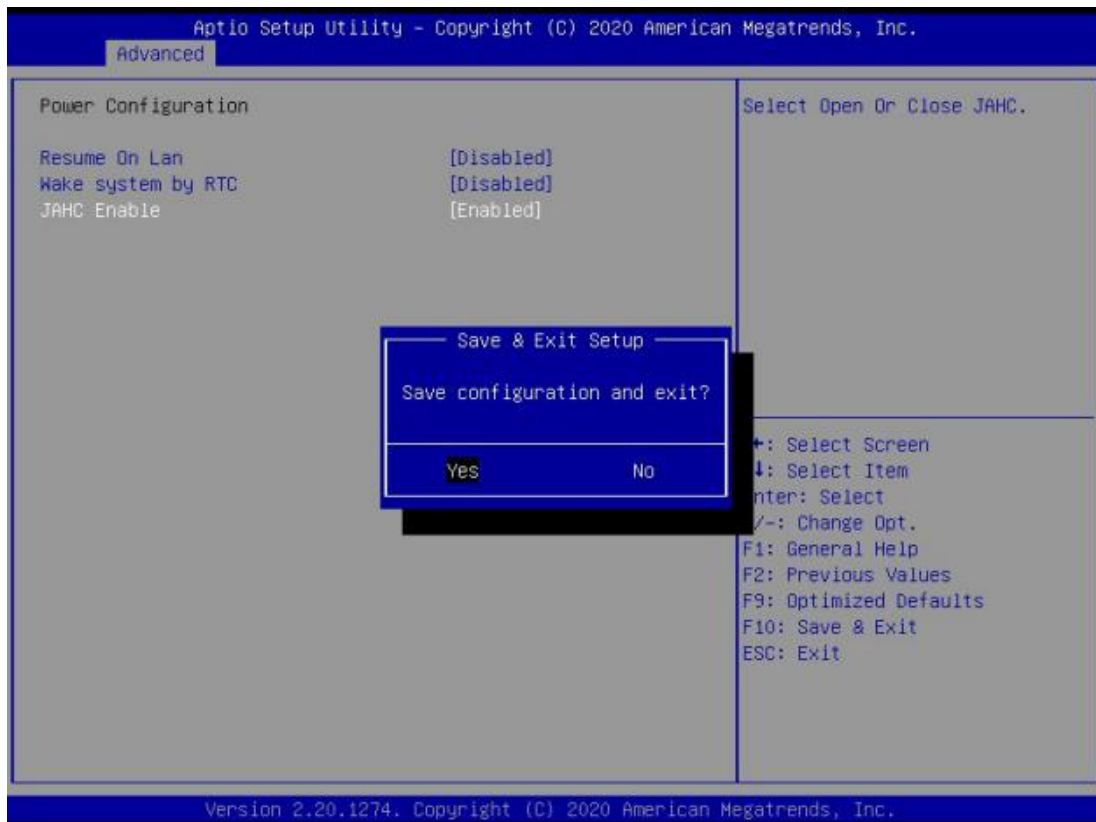 Aptio Setup Utility – Copyright (C) 2020 American Megatrends, Inc.
Advanced
Power Configuration
Resume On Lan [Disabled]
Wake system by RTC [Disabled]
JAHC Enable [Enabled]
Select Open Or Close JAHC.
Save & Exit Setup
Save configuration and exit?
Yes No
: Select Screen
: Select Item
nter: Select
/-: Change Opt.
F1: General Help
F2: Previous Values
F9: Optimized Defaults
F10: Save & Exit
ESC: Exit
Version 2.20.1274. Copyright (C) 2020 American Megatrends, Inc.